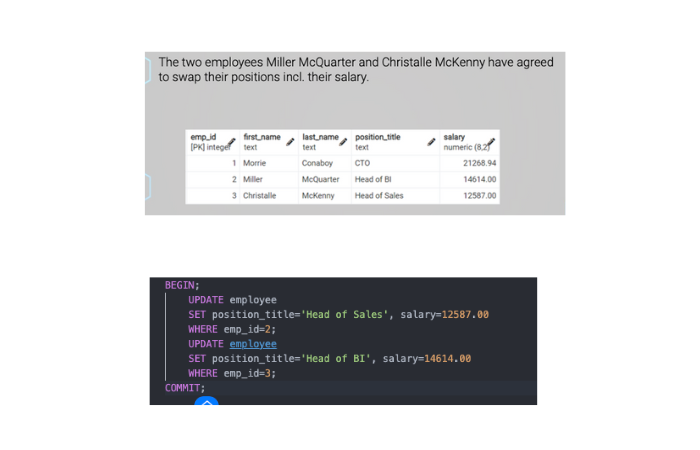 The two employees Miller McQuarter and Christalle McKenny have agreed
to swap their positions incl. their salary.
emp_id first_name last_name position_title salary
[PK] integer text text text numeric (8,2)
1 Morrie Conaboy CTO 21268.94
2 Miller McQuarter Head of BI 14614.00
3 Christalle McKenny Head of Sales 12587.00
BEGIN;
UPDATE employee
SET position_title='Head of Sales', salary=12587.00
WHERE emp_id=2;
UPDATE employee
SET position_title='Head of BI', salary=14614.00
WHERE emp_id=3;
COMMIT;